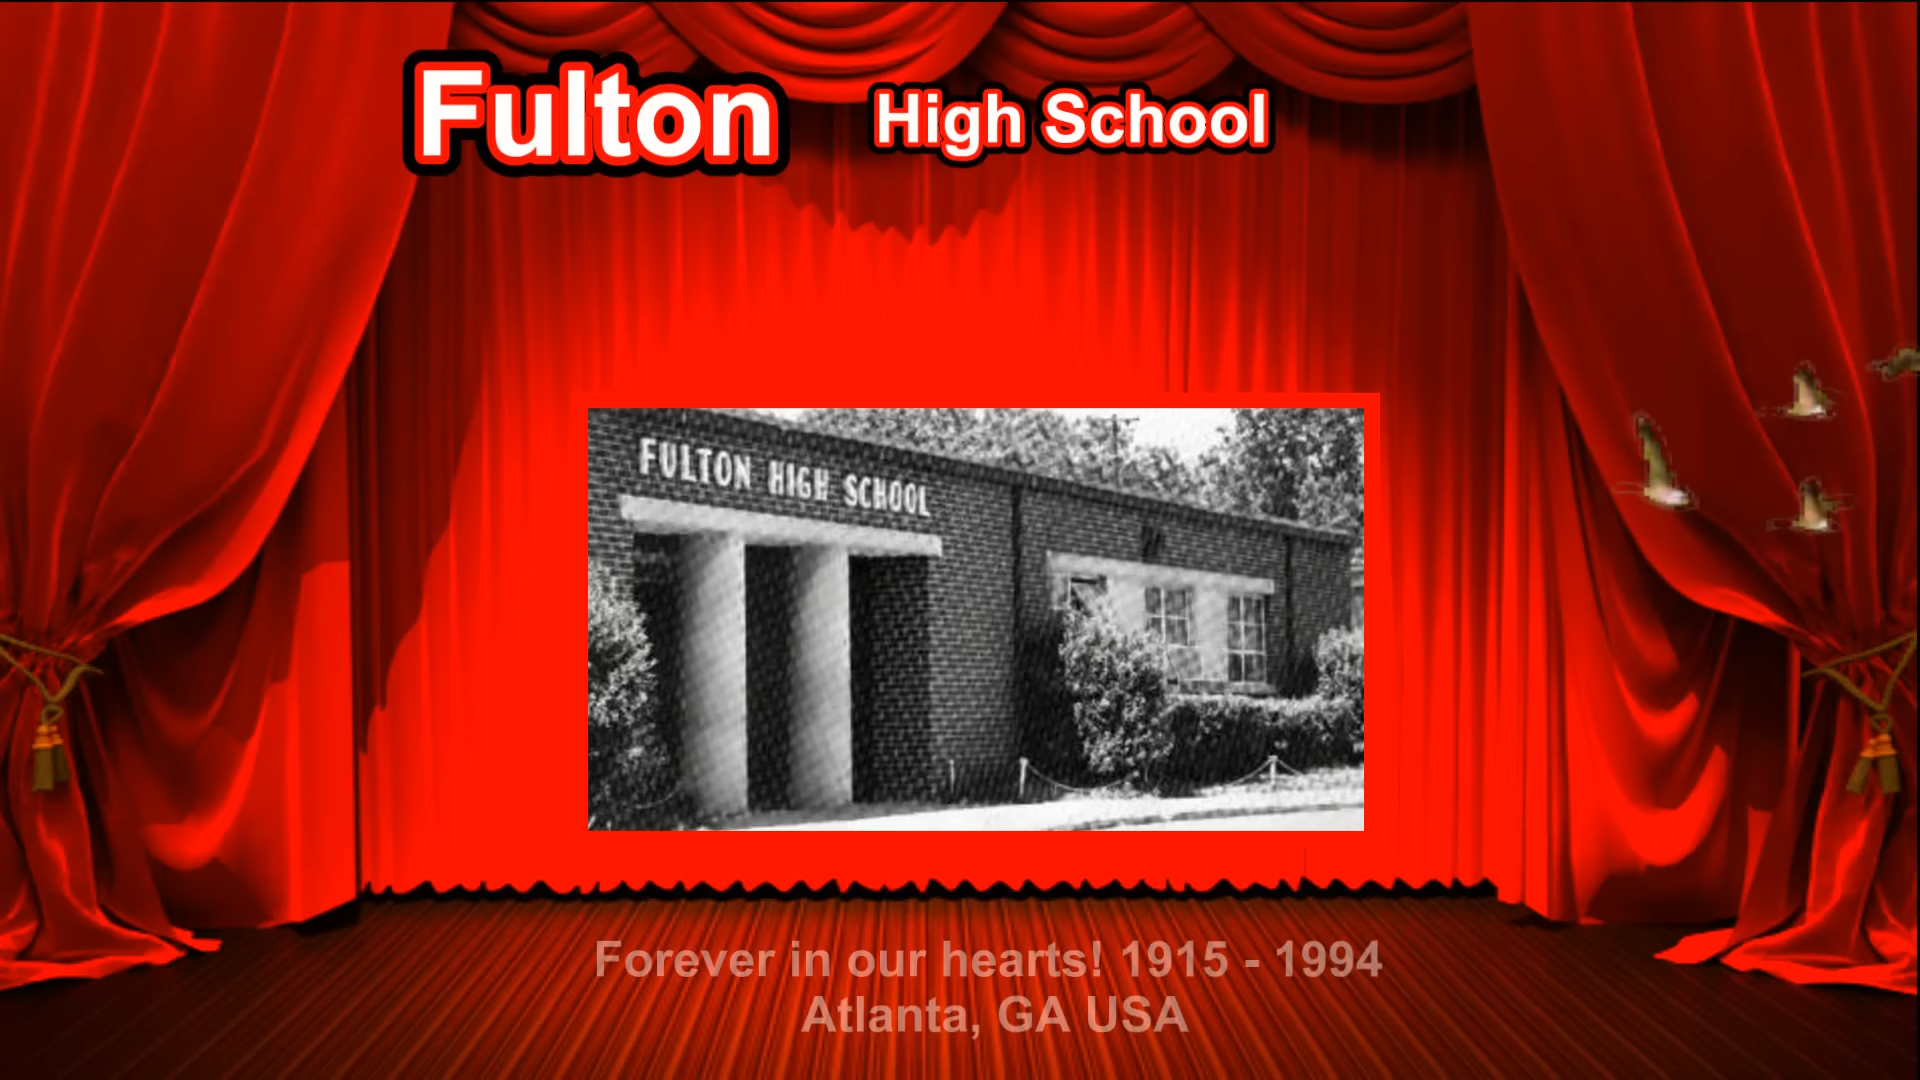 Fulton High School
FULTON HIGH SCHOOL
Forever in our hearts! 1915 - 1994
Atlanta, GA USA